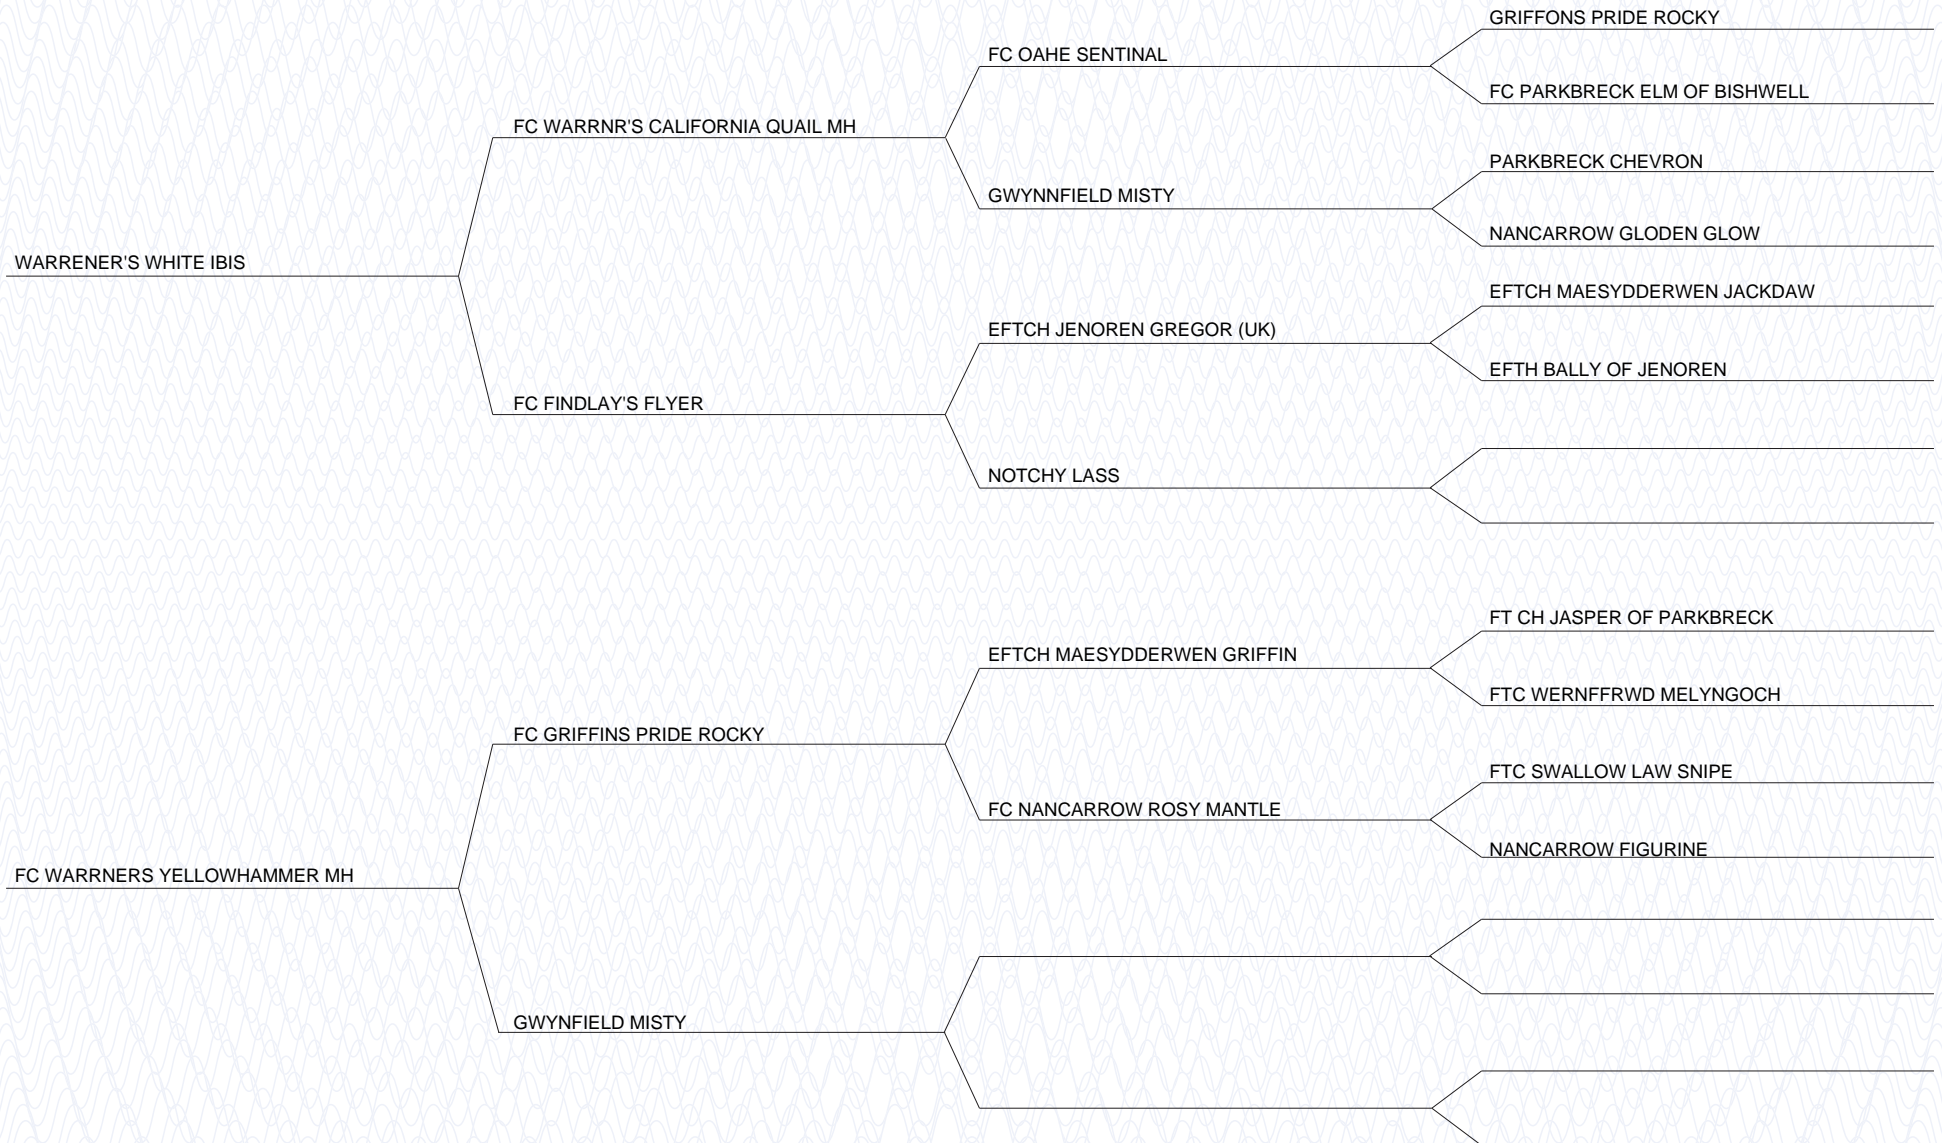 GRIFFONS PRIDE ROCKY
FC OAHE SENTINAL
FC PARKBRECK ELM OF BISHWELL
FC WARRNR'S CALIFORNIA QUAIL MH
PARKBRECK CHEVRON
GWYNNFIELD MISTY
NANCARROW GLODEN GLOW
WARRENER'S WHITE IBIS
EFTCH MAESYDDERWEN JACKDAW
EFTCH JENOREN GREGOR (UK)
EFTH BALLY OF JENOREN
FC FINDLAY'S FLYER
NOTCHY LASS
FT CH JASPER OF PARKBRECK
EFTCH MAESYDDERWEN GRIFFIN
FTC WERNFFRWD MELYNGOCH
FC GRIFFINS PRIDE ROCKY
FTC SWALLOW LAW SNIPE
FC NANCARROW ROSY MANTLE
NANCARROW FIGURINE
FC WARRNERS YELLOWHAMMER MH
GWYNFIELD MISTY